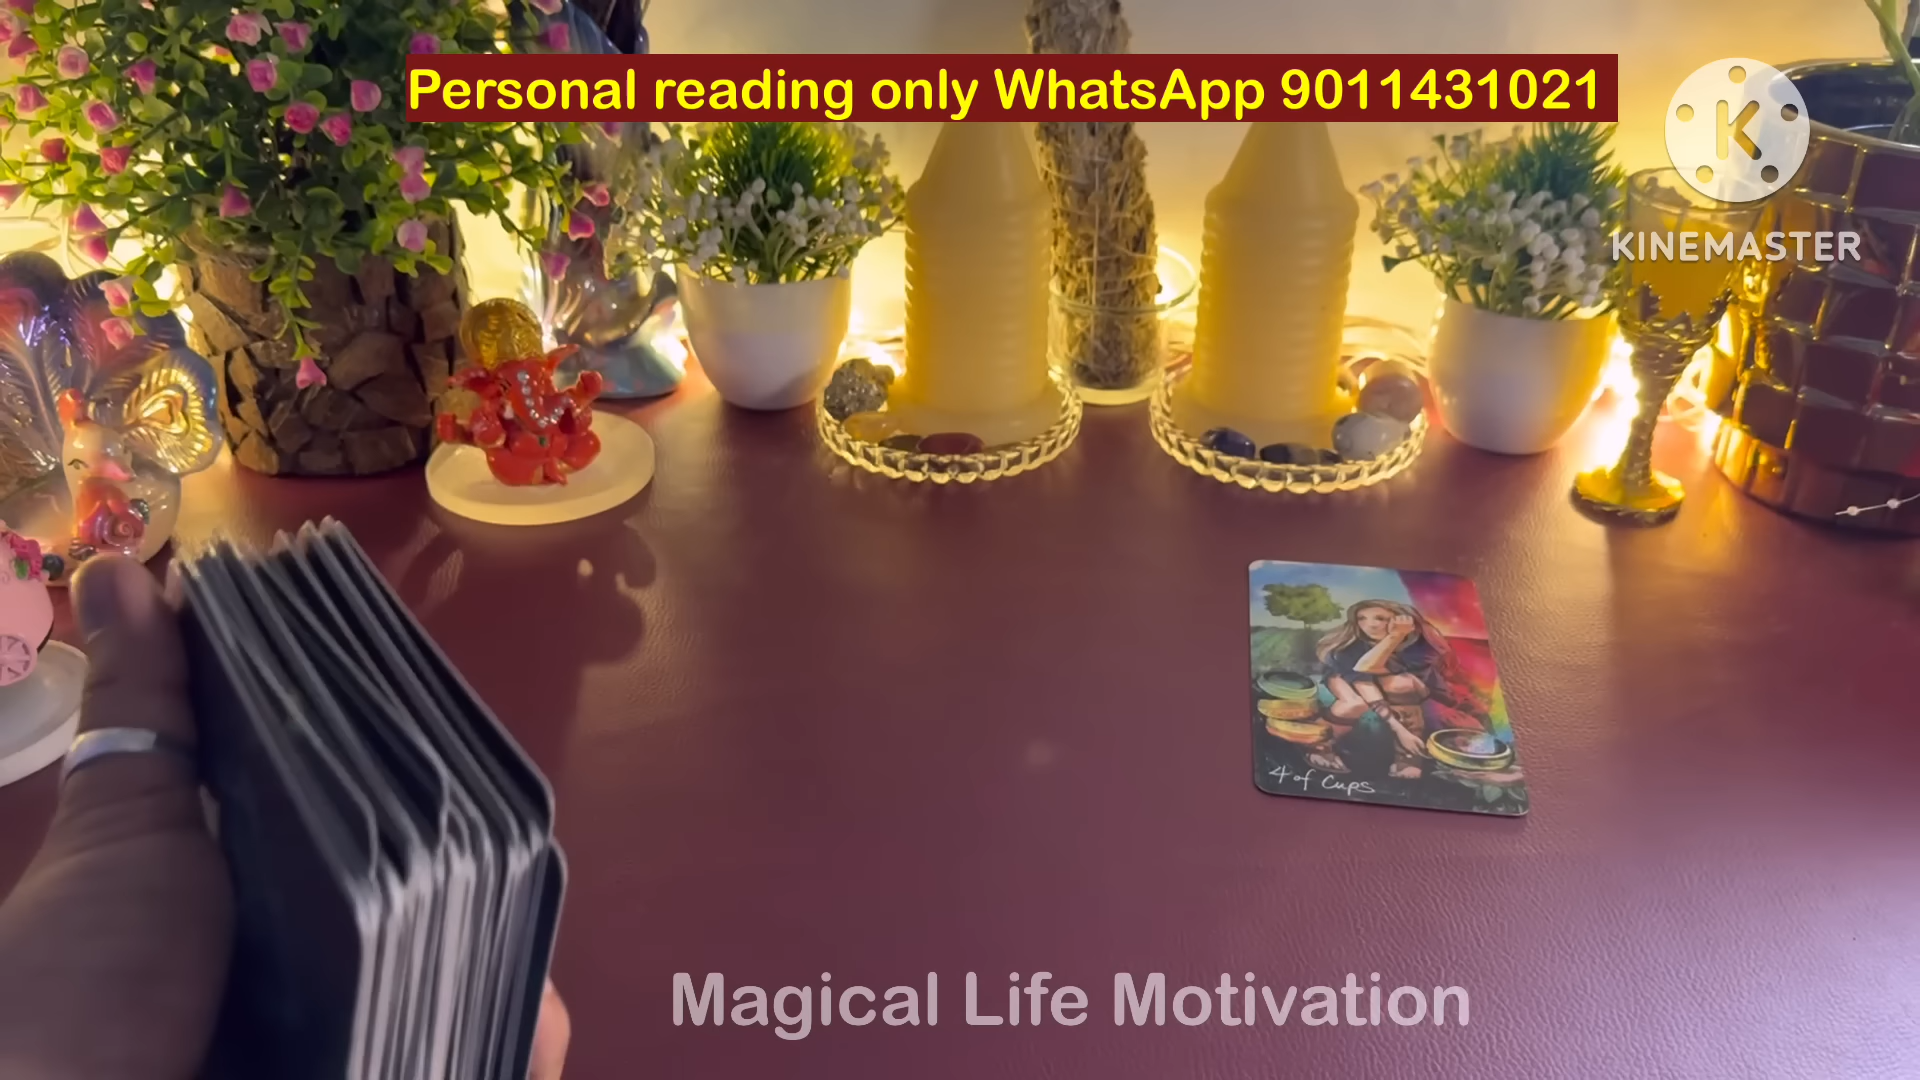 Personal reading only WhatsApp 9011431021
K
KINEMASTER
4 of Cups
Magical Life Motivation